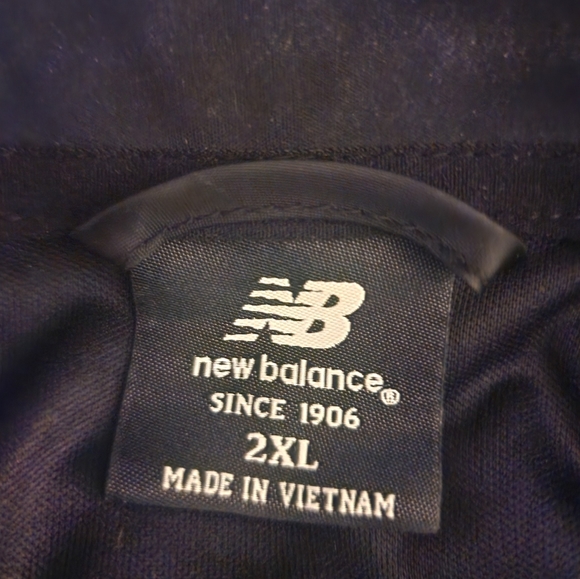 NB
new balance®
SINCE 1906
2XL
MADE IN VIETNAM